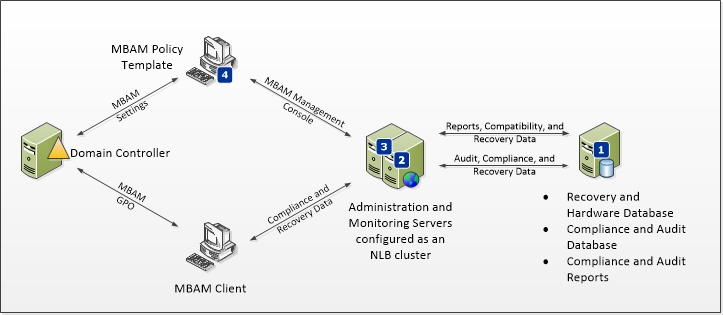 MBAM Policy
Template
4
MBAM
Settings
MBAM Management
Console
Domain Controller
3
2
Reports, Compatibility, and
Recovery Data
Audit, Compliance, and
Recovery Data
1
MBAM
GPO
Compliance and
Recovery Data
MBAM Client
Administration and
Monitoring Servers
configured as an
NLB cluster
• Recovery and
Hardware Database
• Compliance and Audit
Database
• Compliance and Audit
Reports